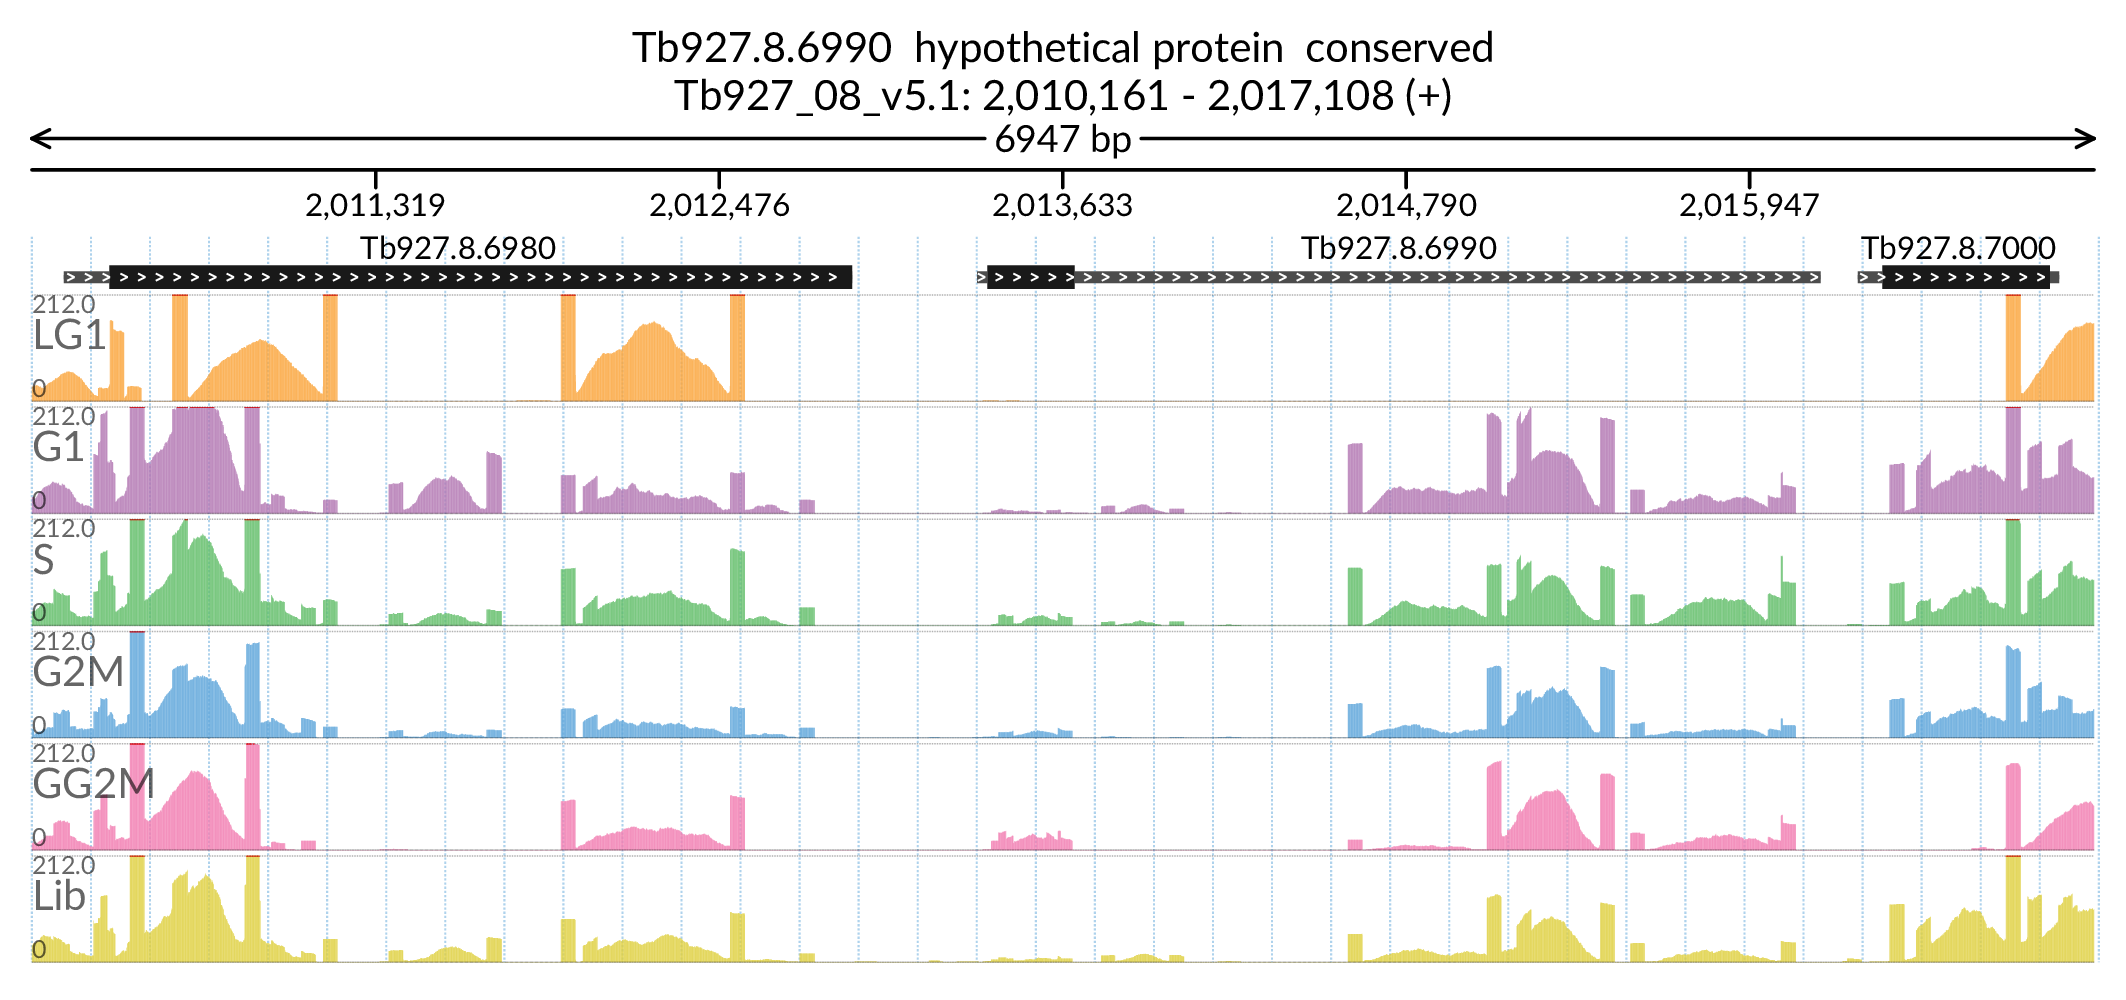 Tb927.8.6990 hypothetical protein conserved
Tb927_08_v5.1: 2,010,161 - 2,017,108 (+)
6947 bp
2,011,319 2,012,476 2,013,633 2,014,790 2,015,947
Tb927.8.6980 Tb927.8.6990 Tb927.8.7000
212.0
LG1
0
212.0
G1
0
212.0
S
0
212.0
G2M
0
212.0
GG2M
0
212.0
Lib
0